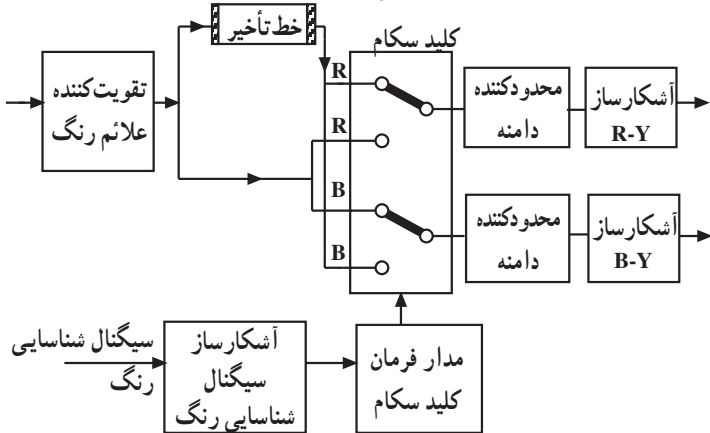 خط تأخیر
کلید سکام
تقویت‌کننده
علائم رنگ
R
R
B
B
محدودکننده
دامنه
آشکارساز
R-Y
محدودکننده
دامنه
آشکارساز
B-Y
سیگنال شناسایی
رنگ
آشکارساز
سیگنال
شناسایی رنگ
مدار فرمان
کلید سکام